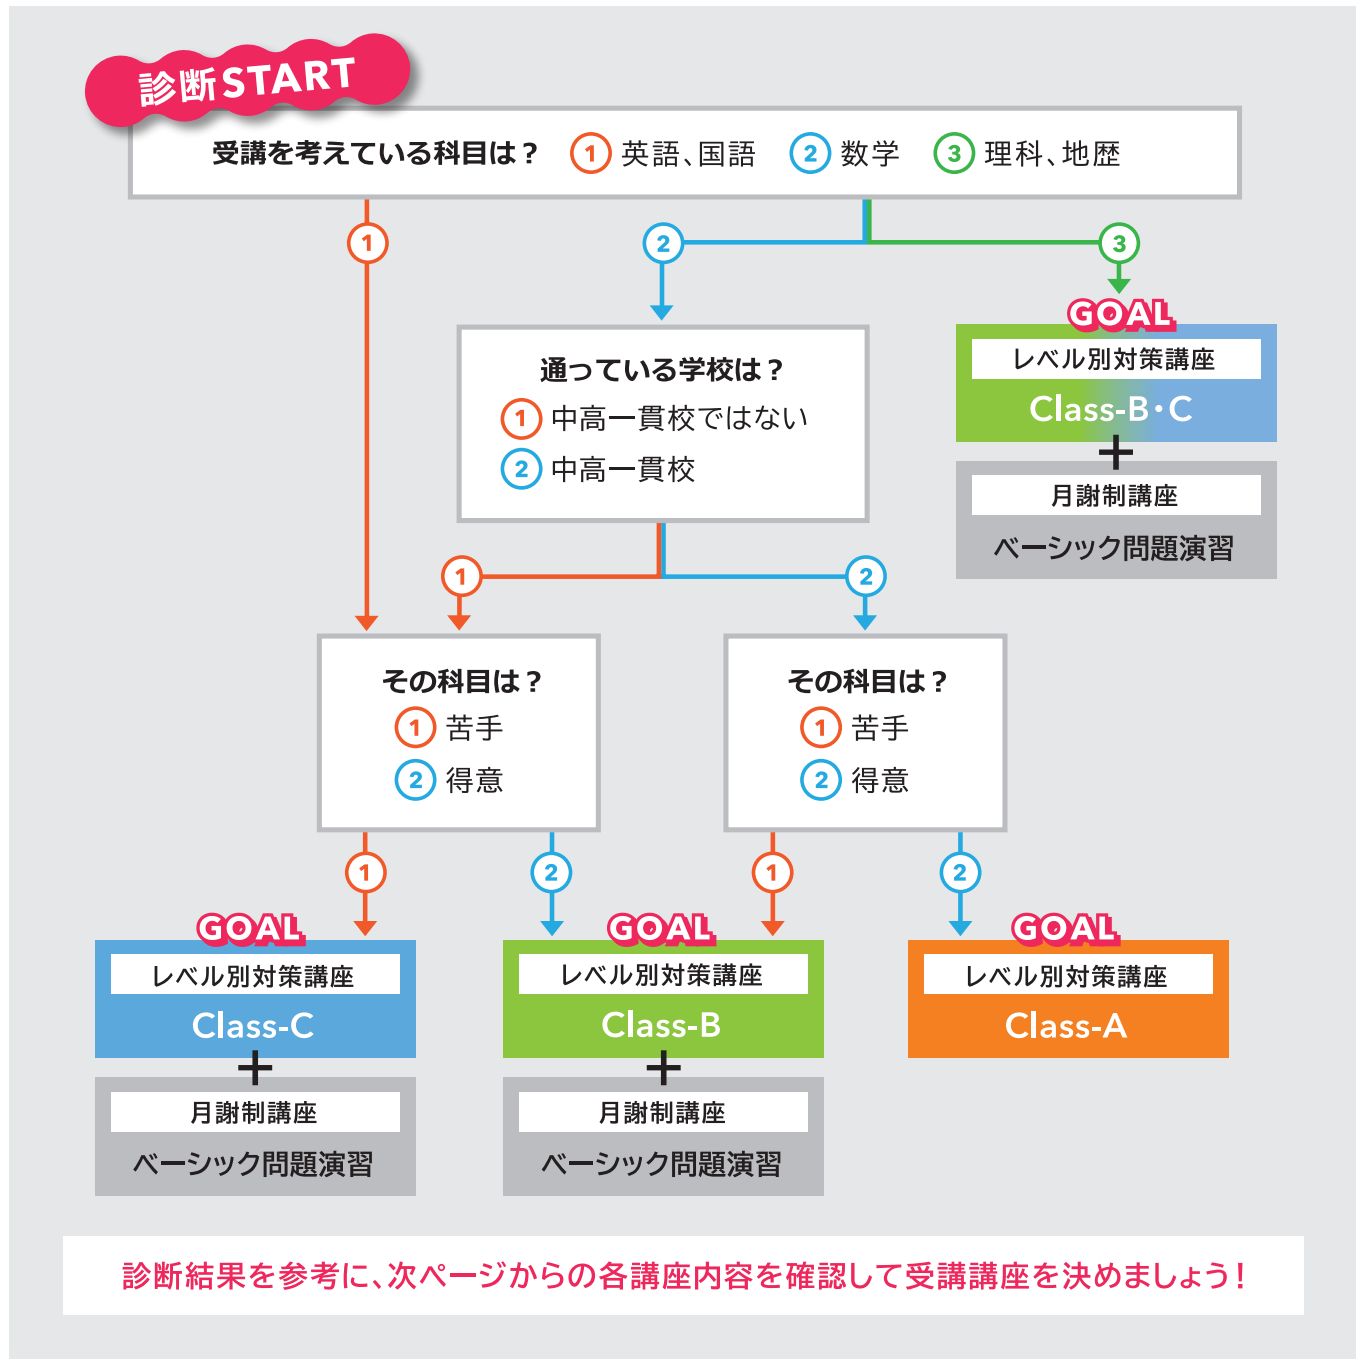 診断START
受講を考えている科目は? ①英語、国語 ②数学 ③理科、地歴
① ② ③
通っている学校は?
①中高一貫校ではない
②中高一貫校
GOAL
レベル別対策講座
Class-B・C
+
月謝制講座
ベーシック問題演習
① ②
その科目は?
①苦手
②得意
その科目は?
①苦手
②得意
① ② ① ②
GOAL
レベル別対策講座
Class-C
+
月謝制講座
ベーシック問題演習
GOAL
レベル別対策講座
Class-B
+
月謝制講座
ベーシック問題演習
GOAL
レベル別対策講座
Class-A
診断結果を参考に、次ページからの各講座内容を確認して受講講座を決めましょう!